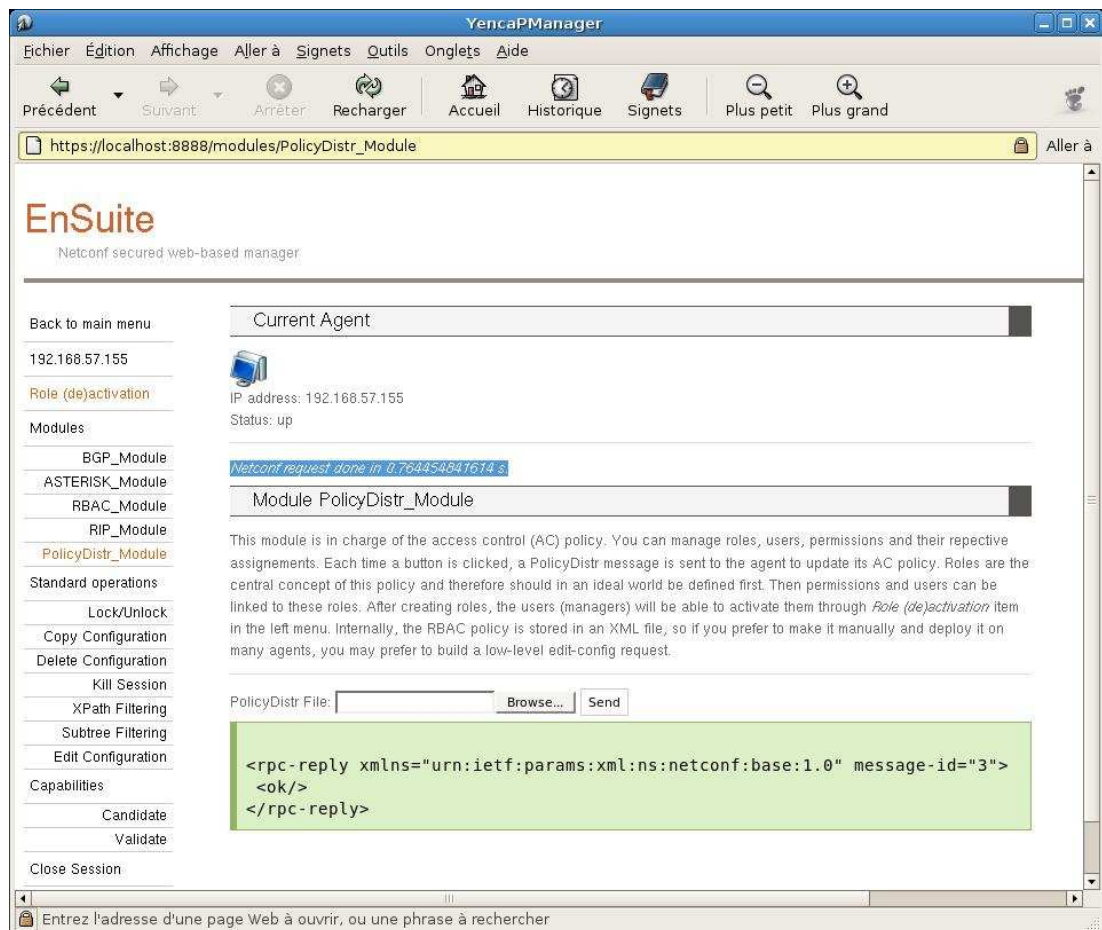 YencaPManager
Fichier Édition Affichage Aller à Signets Outils Onglets Aide
Précédent Suivant Arrêter Recharger Accueil Historique Signets Plus petit Plus grand
https://localhost:8888/modules/PolicyDistr_Module Aller à
EnSuite
Netconf secured web-based manager
Back to main menu
192.168.57.155
Role (de)activation
Modules
BGP_Module
ASTERISK_Module
RBAC_Module
RIP_Module
PolicyDistr_Module
Standard operations
Lock/Unlock
Copy Configuration
Delete Configuration
Kill Session
XPath Filtering
Subtree Filtering
Edit Configuration
Capabilities
Candidate
Validate
Close Session
Current Agent
IP address: 192.168.57.155
Status: up
Netconf request done in 0.764454841614 s.
Module PolicyDistr_Module
This module is in charge of the access control (AC) policy. You can manage roles, users, permissions and their repective
assignements. Each time a button is clicked, a PolicyDistr message is sent to the agent to update its AC policy. Roles are the
central concept of this policy and therefore should in an ideal world be defined first. Then permissions and users can be
linked to these roles. After creating roles, the users (managers) will be able to activate them through Role (de)activation item
in the left menu. Internally, the RBAC policy is stored in an XML file, so if you prefer to make it manually and deploy it on
many agents, you may prefer to build a low-level edit-config request.
PolicyDistr File: Browse... Send
<rpc-reply xmlns="urn:ietf:params:xml:ns:netconf:base:1.0" message-id="3">
<ok/>
</rpc-reply>
Entrez l'adresse d'une page Web à ouvrir, ou une phrase à rechercher